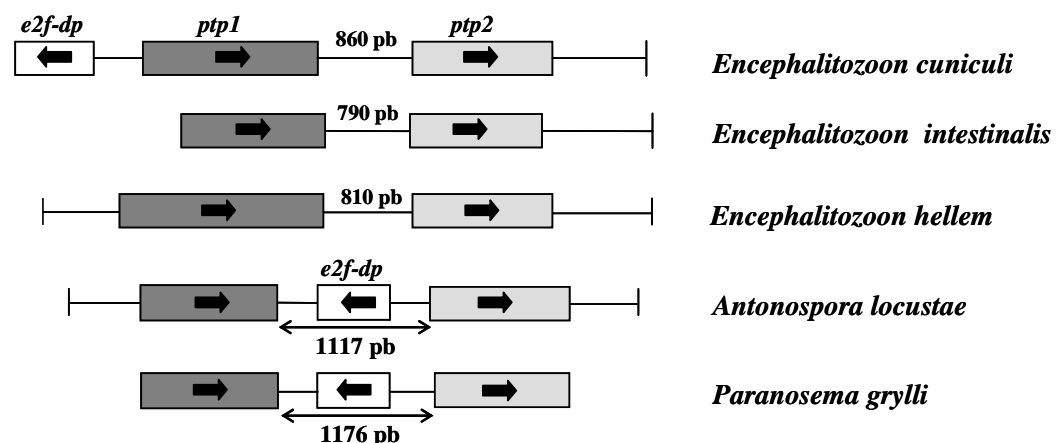 e2f-dp ptp1 860 pb ptp2
Encephalitozoon cuniculi
790 pb
Encephalitozoon intestinalis
810 pb
Encephalitozoon hellem
e2f-dp
Antonospora locustae
1117 pb
Paranosema grylli
1176 pb